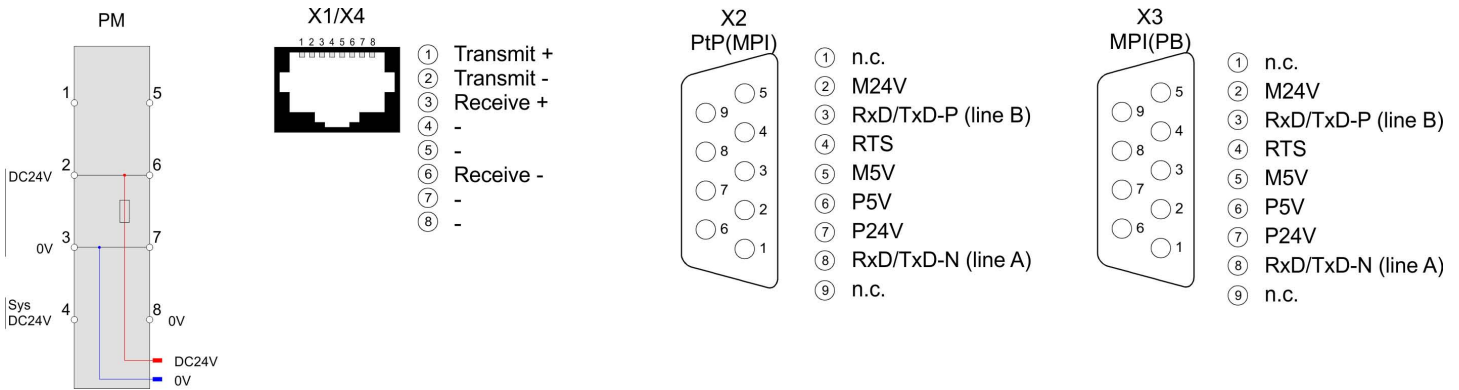 PM
1
5
2
6
DC24V
3
7
0V
Sys
DC24V
4
8
0V
DC24V
0V
X1/X4
1 2 3 4 5 6 7 8
1 Transmit +
2 Transmit -
3 Receive +
4 -
5 -
6 Receive -
7 -
8 -
X2
PtP(MPI)
5
9
4
8
3
7
2
6
1
1 n.c.
2 M24V
3 RxD/TxD-P (line B)
4 RTS
5 M5V
6 P5V
7 P24V
8 RxD/TxD-N (line A)
9 n.c.
X3
MPI(PB)
5
9
4
8
3
7
2
6
1
1 n.c.
2 M24V
3 RxD/TxD-P (line B)
4 RTS
5 M5V
6 P5V
7 P24V
8 RxD/TxD-N (line A)
9 n.c.